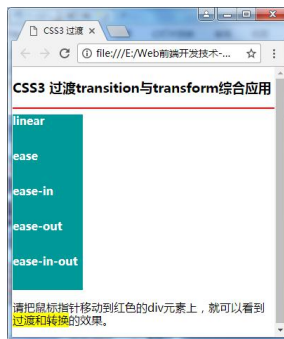 CSS3 过渡
file:///E:/Web前端开发技术-...
CSS3 过渡transition与transform综合应用
linear
ease
ease-in
ease-out
ease-in-out
请把鼠标指针移动到红色的div元素上，就可以看到
过渡和转换的效果。